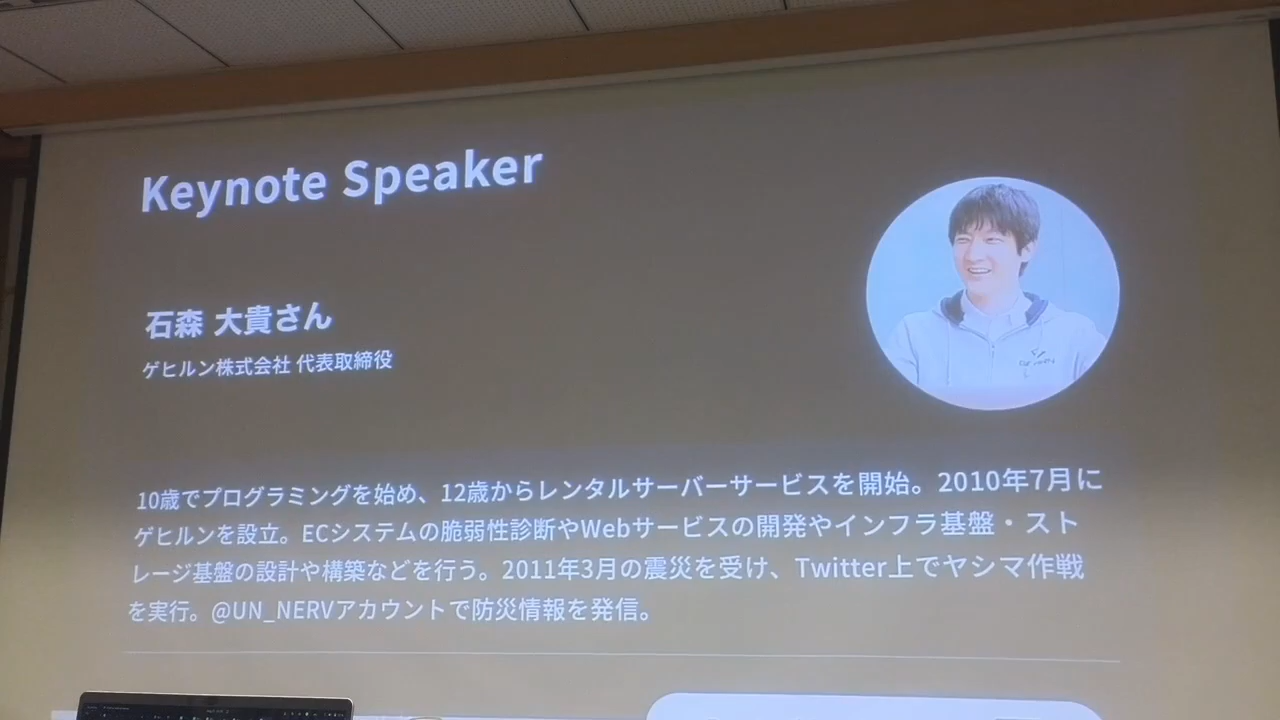 Keynote Speaker
石森 大貴さん
ゲヒルン株式会社 代表取締役
10歳でプログラミングを始め、12歳からレンタルサーバーサービスを開始。2010年7月に
ゲヒルンを設立。ECシステムの脆弱性診断やWebサービスの開発やインフラ基盤・スト
レージ基盤の設計や構築などを行う。2011年3月の震災を受け、Twitter上でヤシマ作戦
を実行。@UN_NERVアカウントで防災情報を発信。